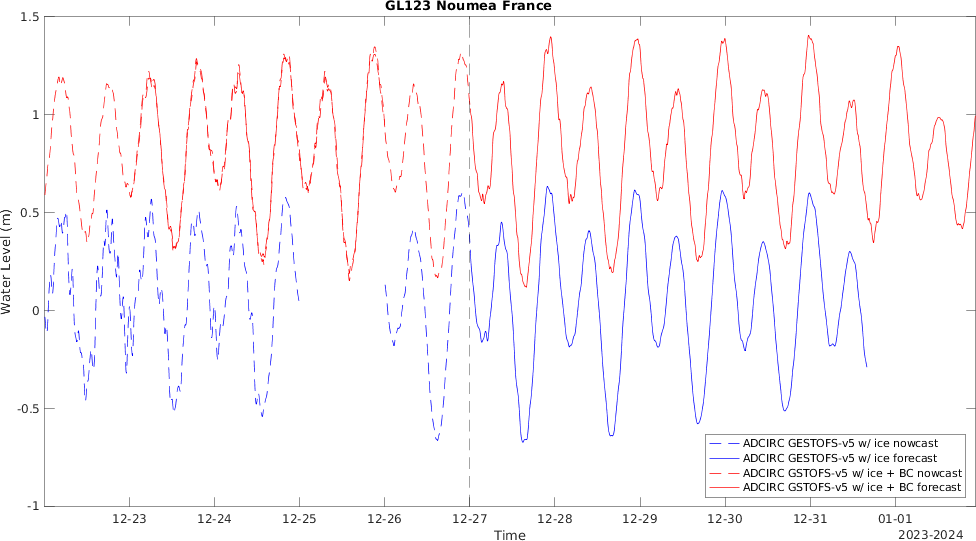 GL123 Noumea France
1.5
1
0.5
0
-0.5
-1
Water Level (m)
12-23
12-24
12-25
12-26
12-27
12-28
12-29
12-30
12-31
01-01
Time
2023-2024
ADCIRC GESTOFS-v5 w/ ice nowcast
ADCIRC GESTOFS-v5 w/ ice forecast
ADCIRC GSTOFS-v5 w/ ice + BC nowcast
ADCIRC GSTOFS-v5 w/ ice + BC forecast